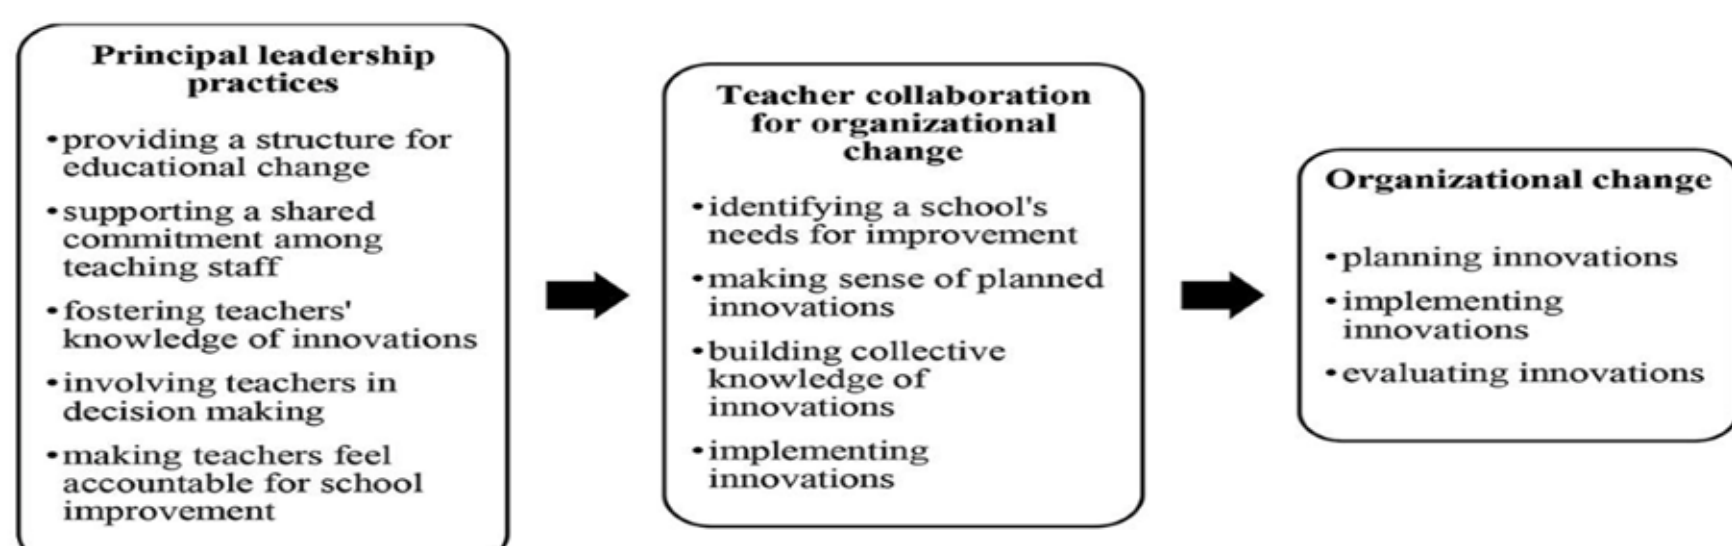 Principal leadership
practices
•providing a structure for
educational change
•supporting a shared
commitment among
teaching staff
•fostering teachers'
knowledge of innovations
•involving teachers in
decision making
•making teachers feel
accountable for school
improvement
Teacher collaboration
for organizational
change
•identifying a school's
needs for improvement
•making sense of planned
innovations
•building collective
knowledge of
innovations
•implementing
innovations
Organizational change
•planning innovations
•implementing
innovations
•evaluating innovations